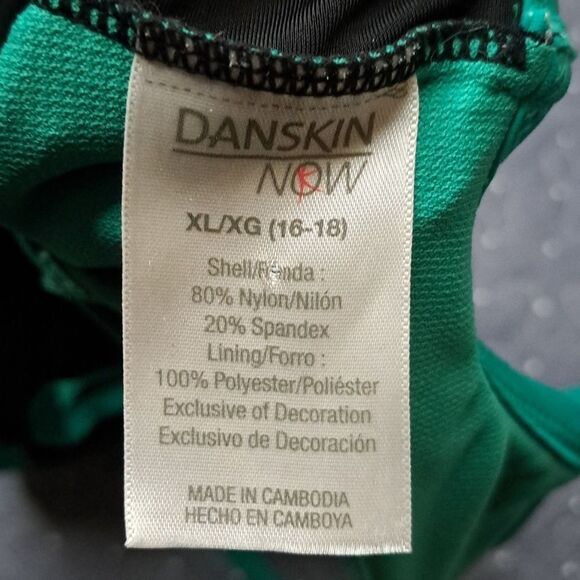 DANSKIN
NOW
XL/XG (16-18)
Shell/Fonda :
80% Nylon/Nilón
20% Spandex
Lining/Forro :
100% Polyester/Poliéster
Exclusive of Decoration
Exclusivo de Decoración
MADE IN CAMBODIA
HECHO EN CAMBOYA